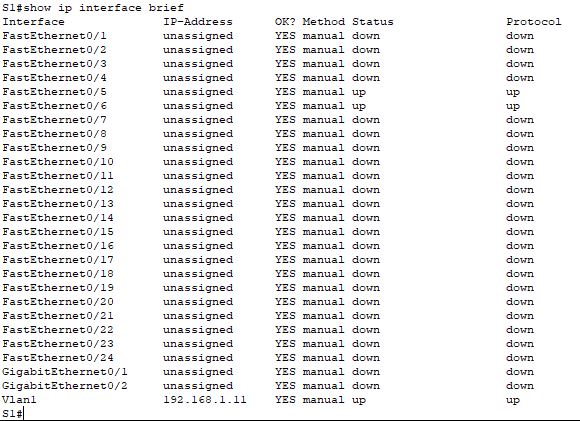 S1#show ip interface brief
Interface              IP-Address      OK? Method Status                Protocol
FastEthernet0/1        unassigned      YES manual down                  down
FastEthernet0/2        unassigned      YES manual down                  down
FastEthernet0/3        unassigned      YES manual down                  down
FastEthernet0/4        unassigned      YES manual down                  down
FastEthernet0/5        unassigned      YES manual up                    up
FastEthernet0/6        unassigned      YES manual up                    up
FastEthernet0/7        unassigned      YES manual down                  down
FastEthernet0/8        unassigned      YES manual down                  down
FastEthernet0/9        unassigned      YES manual down                  down
FastEthernet0/10       unassigned      YES manual down                  down
FastEthernet0/11       unassigned      YES manual down                  down
FastEthernet0/12       unassigned      YES manual down                  down
FastEthernet0/13       unassigned      YES manual down                  down
FastEthernet0/14       unassigned      YES manual down                  down
FastEthernet0/15       unassigned      YES manual down                  down
FastEthernet0/16       unassigned      YES manual down                  down
FastEthernet0/17       unassigned      YES manual down                  down
FastEthernet0/18       unassigned      YES manual down                  down
FastEthernet0/19       unassigned      YES manual down                  down
FastEthernet0/20       unassigned      YES manual down                  down
FastEthernet0/21       unassigned      YES manual down                  down
FastEthernet0/22       unassigned      YES manual down                  down
FastEthernet0/23       unassigned      YES manual down                  down
FastEthernet0/24       unassigned      YES manual down                  down
GigabitEthernet0/1     unassigned      YES manual down                  down
GigabitEthernet0/2     unassigned      YES manual down                  down
Vlan1                  192.168.1.11    YES manual up                    up
S1#